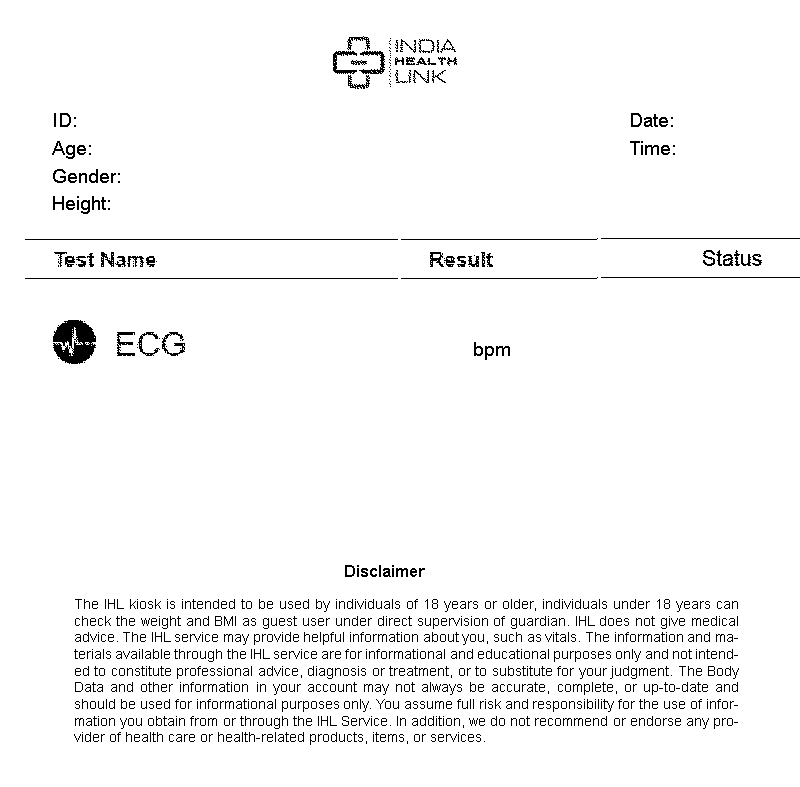 INDIA
HEALTH
LINK
ID:
Date:
Age:
Time:
Gender:
Height:
Test Name Result Status
ECG bpm
Disclaimer
The IHL kiosk is intended to be used by individuals of 18 years or older, individuals under 18 years can
check the weight and BMI as guest user under direct supervision of guardian. IHL does not give medical
advice. The IHL service may provide helpful information about you, such as vitals. The information and ma-
terials available through the IHL service are for informational and educational purposes only and not intend-
ed to constitute professional advice, diagnosis or treatment, or to substitute for your judgment. The Body
Data and other information in your account may not always be accurate, complete, or up-to-date and
should be used for informational purposes only. You assume full risk and responsibility for the use of infor-
mation you obtain from or through the IHL Service. In addition, we do not recommend or endorse any pro-
vider of health care or health-related products, items, or services.